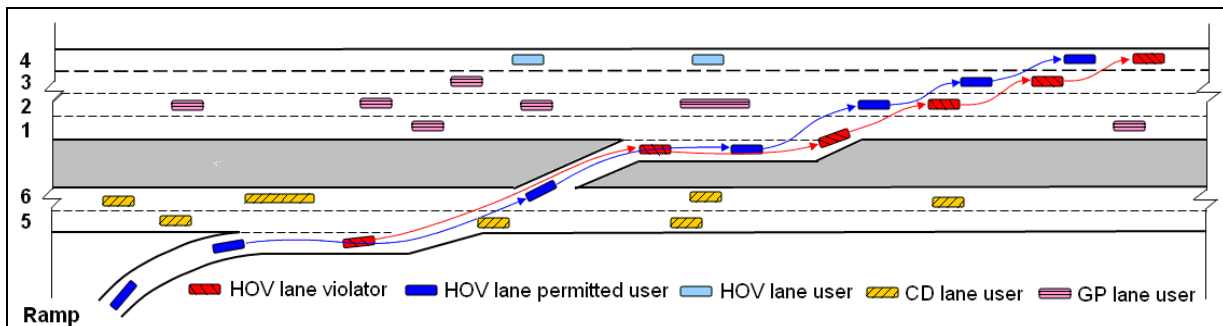 4
3
2
1
6
5
Ramp
HOV lane violator
HOV lane permitted user
HOV lane user
CD lane user
GP lane user